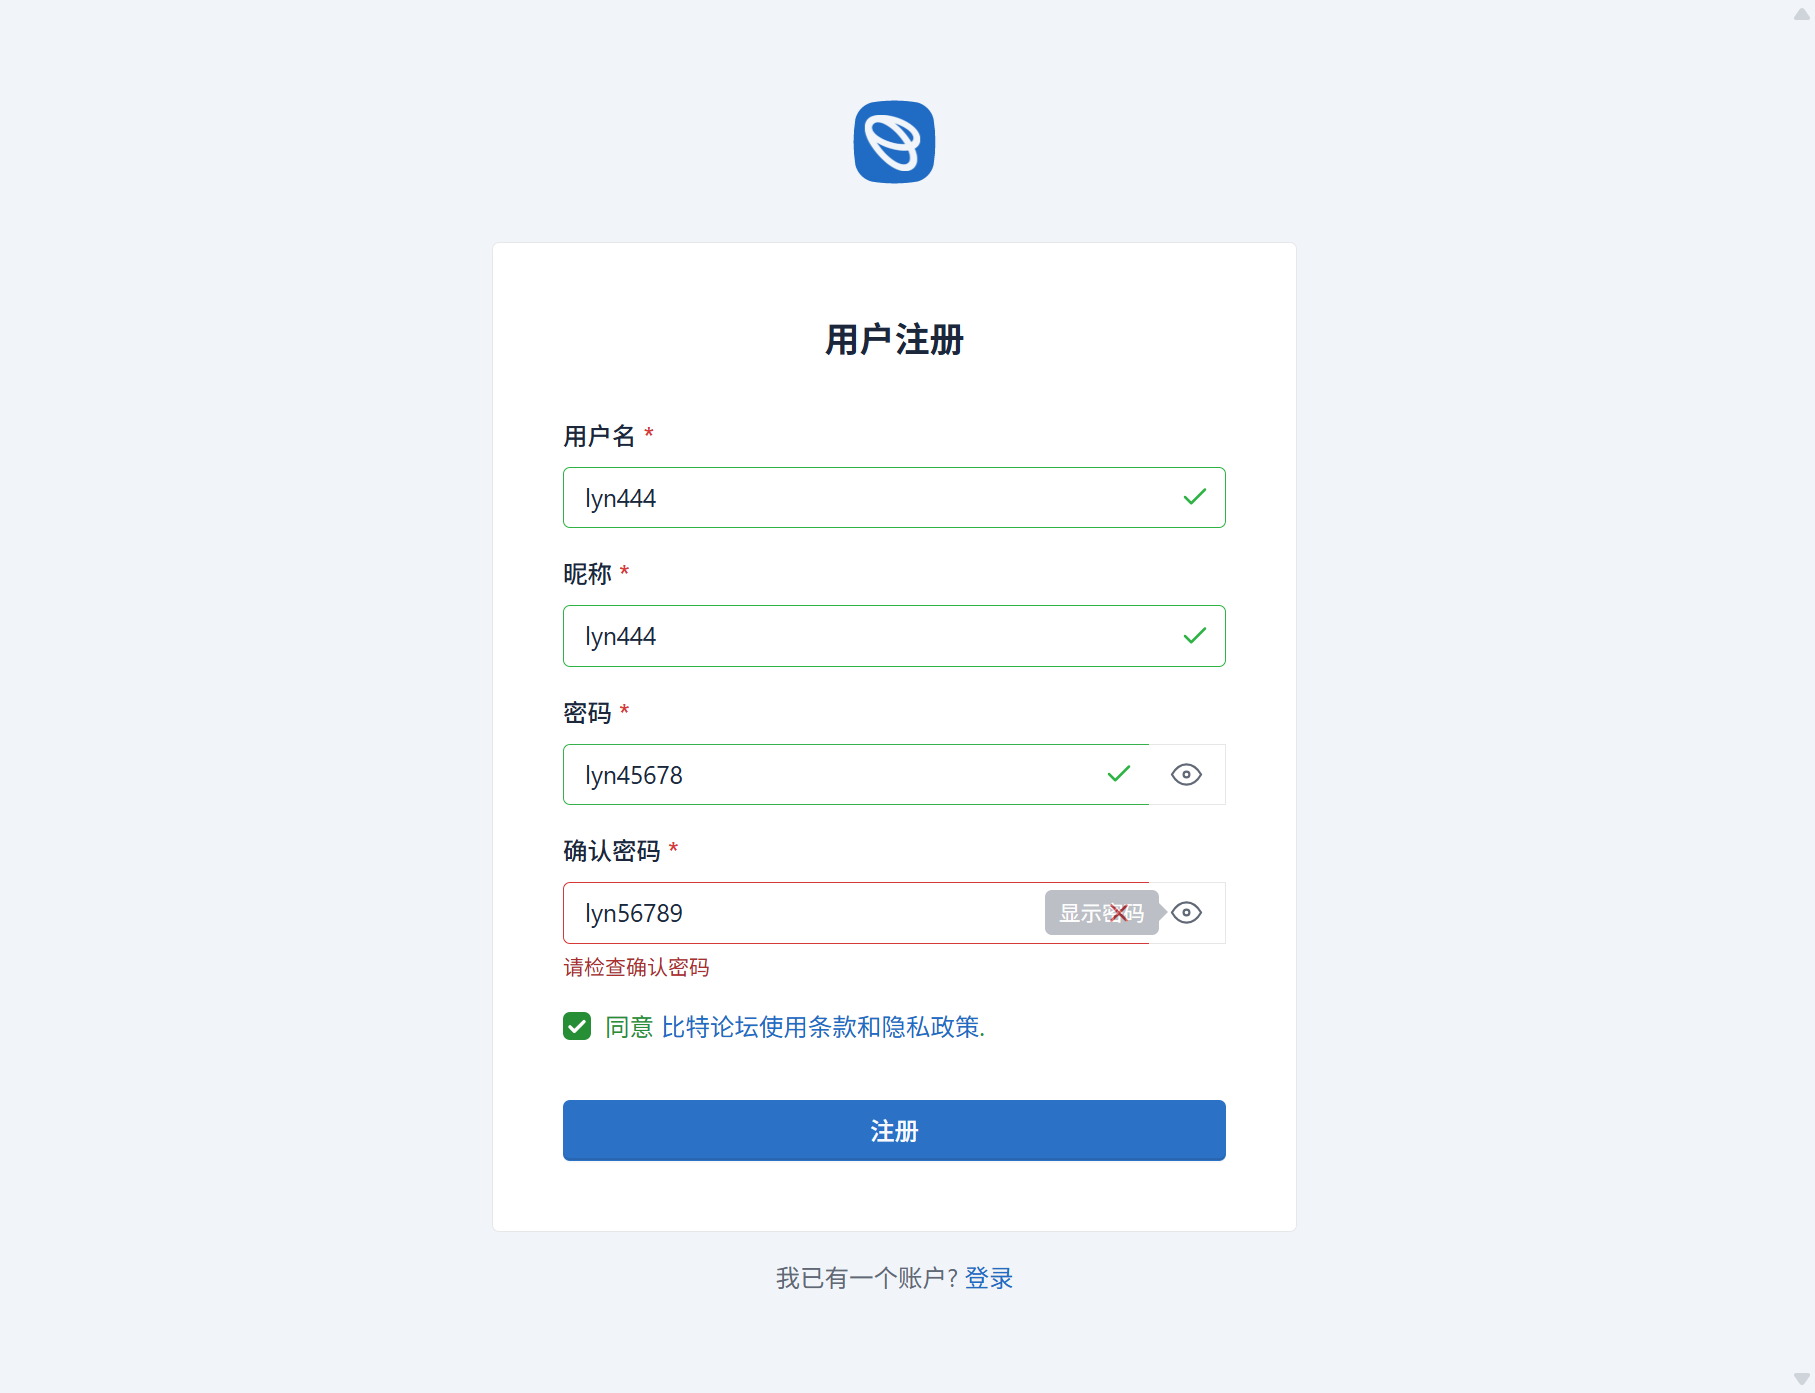 用户注册
用户名 *
lyn444
昵称 *
lyn444
密码 *
lyn45678
确认密码 *
lyn56789
显示密码
请检查确认密码
同意 比特论坛使用条款和隐私政策.
注册
我已有一个账户? 登录